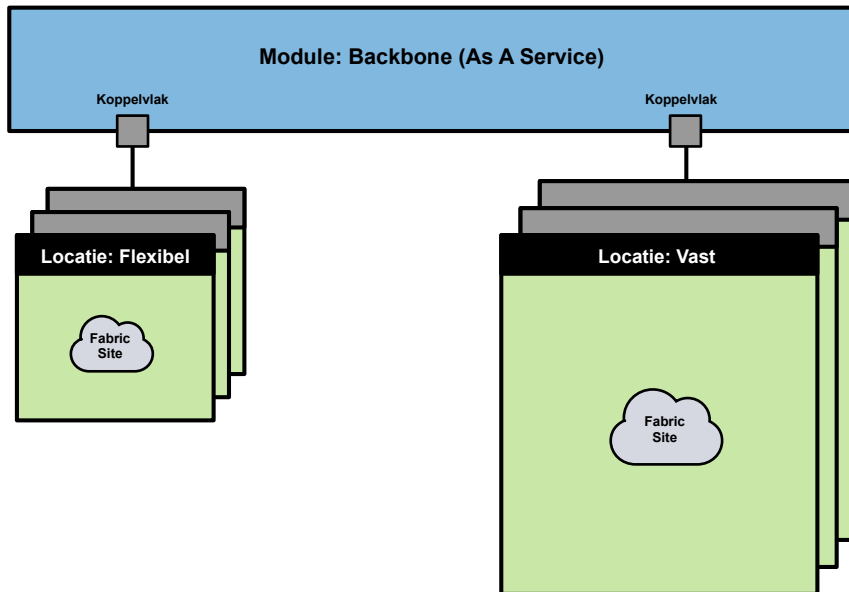 Module: Backbone (As A Service)
Koppelvlak
Koppelvlak
Locatie: Flexibel
Locatie: Vast
Fabric
Site
Fabric
Site